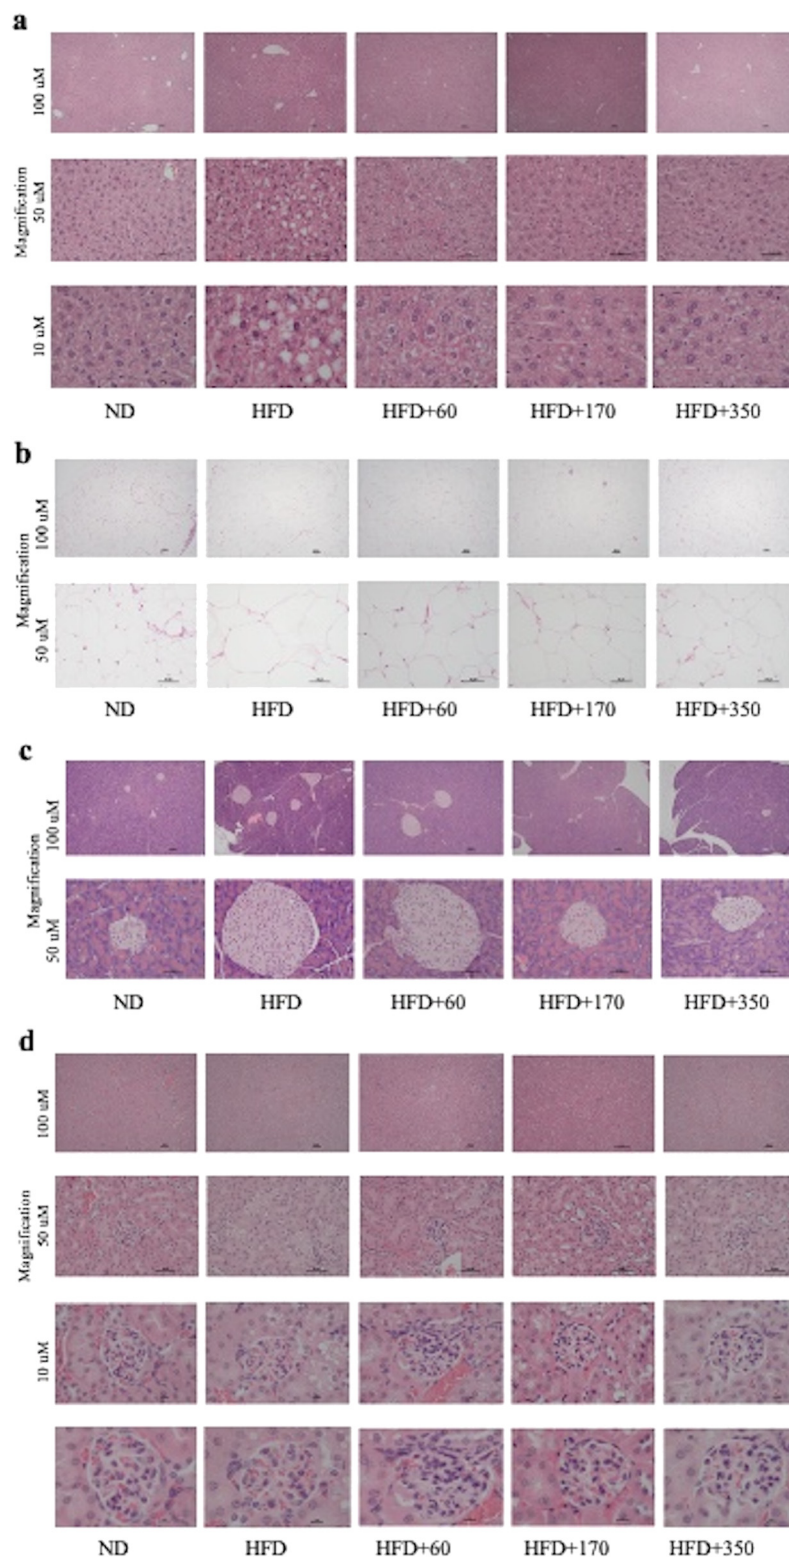 a
100 uM
Magnification
50 uM
10 uM
ND HFD HFD+60 HFD+170 HFD+350
b
100 uM
Magnification
50 uM
ND HFD HFD+60 HFD+170 HFD+350
c
100 uM
Magnification
50 uM
ND HFD HFD+60 HFD+170 HFD+350
d
100 uM
Magnification
50 uM
10 uM
ND HFD HFD+60 HFD+170 HFD+350